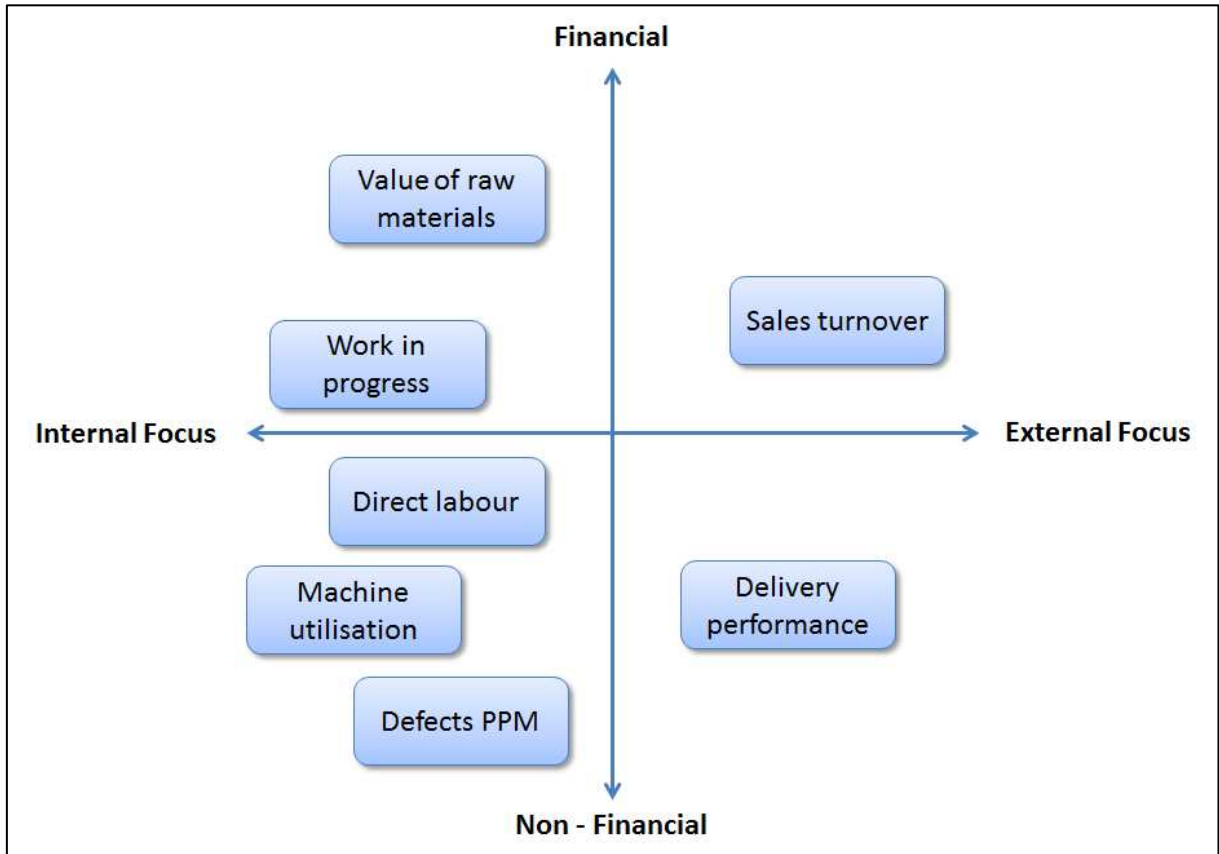 Financial
Value of raw
materials
Sales turnover
Work in
progress
Internal Focus
External Focus
Direct labour
Machine
utilisation
Delivery
performance
Defects PPM
Non - Financial